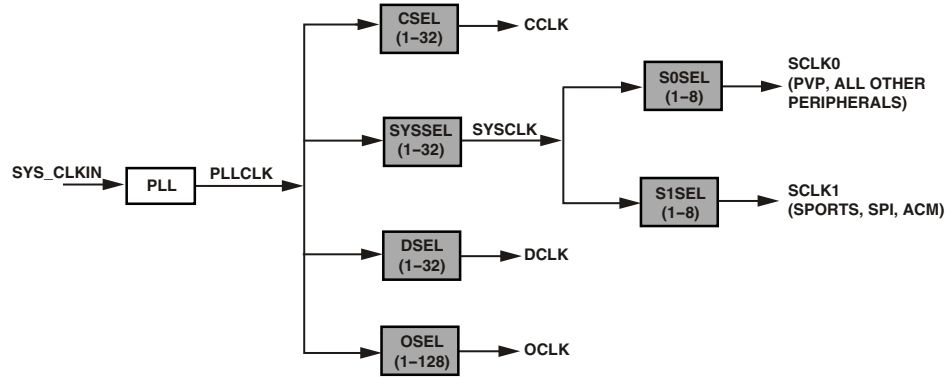 CSEL
(1–32)
CCLK
SCLK0
(PVP, ALL OTHER
PERIPHERALS)
S0SEL
(1–8)
SYSSEL
(1–32)
SYSCLK
SYS_CLKIN
PLL
PLLCLK
S1SEL
(1–8)
SCLK1
(SPORTS, SPI, ACM)
DSEL
(1–32)
DCLK
OSEL
(1–128)
OCLK